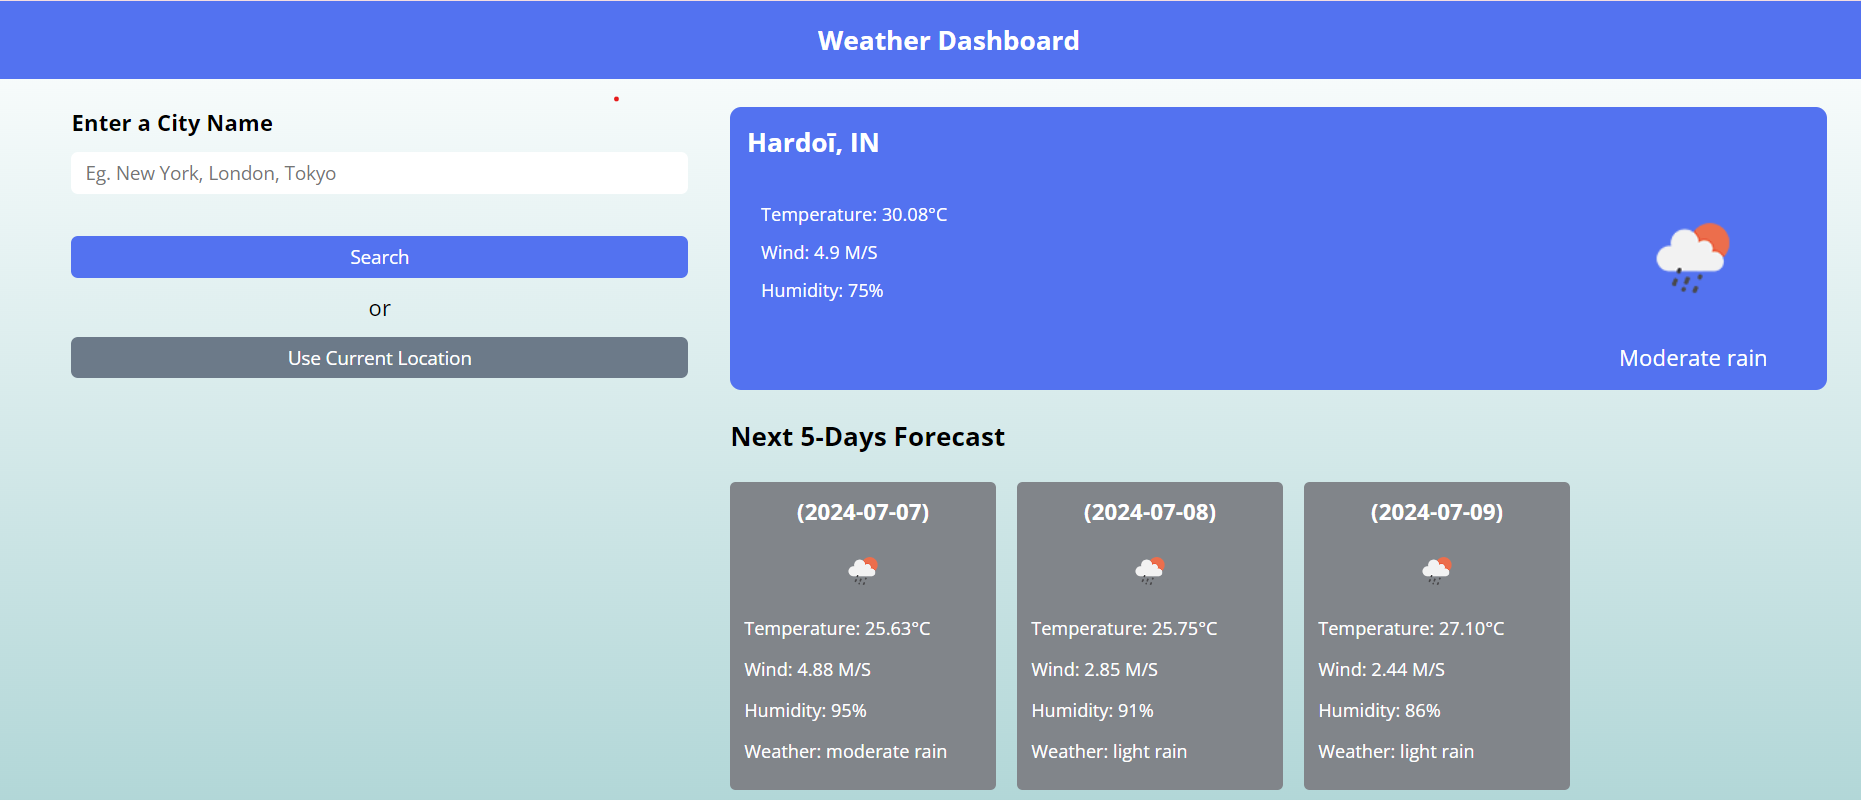 Weather Dashboard
Enter a City Name
Eg. New York, London, Tokyo
Search
or
Use Current Location
Hardoī, IN
Temperature: 30.08°C
Wind: 4.9 M/S
Humidity: 75%
Moderate rain
Next 5-Days Forecast
(2024-07-07)
Temperature: 25.63°C
Wind: 4.88 M/S
Humidity: 95%
Weather: moderate rain
(2024-07-08)
Temperature: 25.75°C
Wind: 2.85 M/S
Humidity: 91%
Weather: light rain
(2024-07-09)
Temperature: 27.10°C
Wind: 2.44 M/S
Humidity: 86%
Weather: light rain